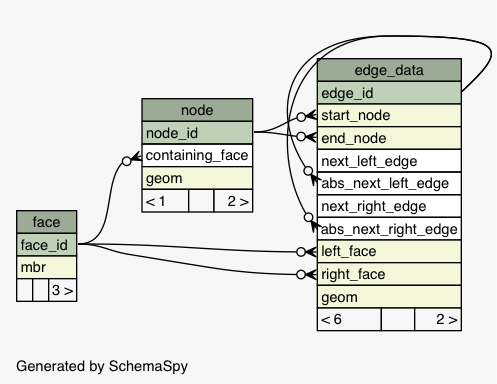 edge_data
edge_id
start_node
end_node
next_left_edge
abs_next_left_edge
next_right_edge
abs_next_right_edge
left_face
right_face
geom
< 6 2 >
node
node_id
containing_face
geom
< 1 2 >
face
face_id
mbr
3 >
Generated by SchemaSpy